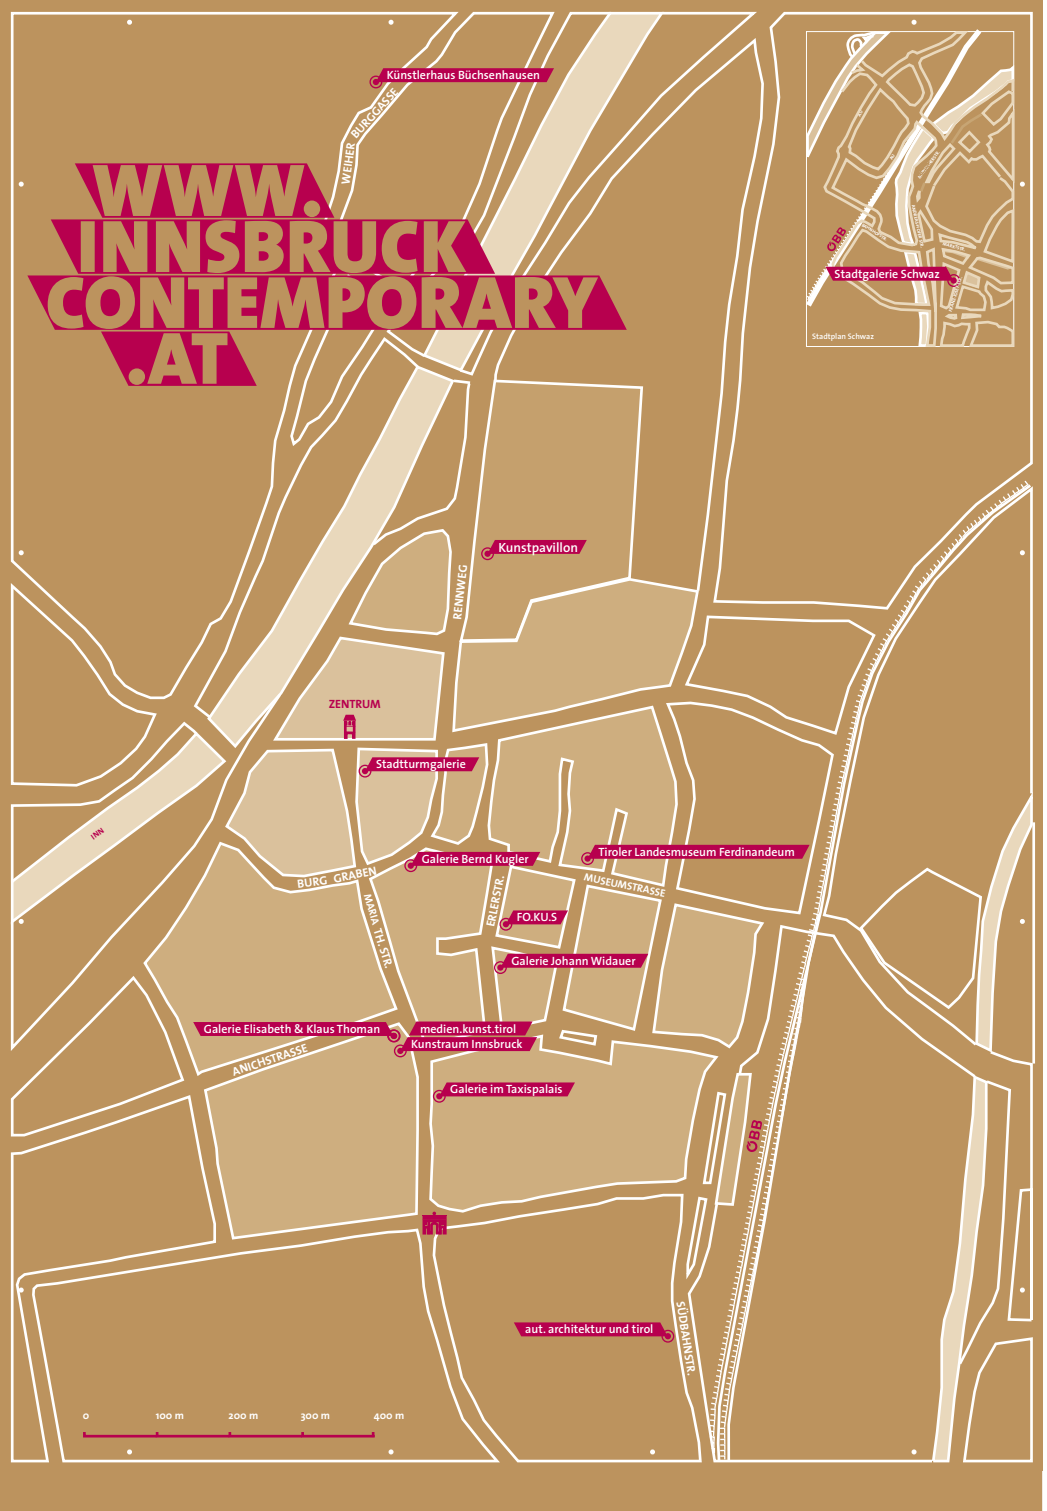 Künstlerhaus Büchsenhausen
WEIHER BURGGASSE
WWW.
INNSBRUCK
CONTEMPORARY
.AT
ÖBB
Stadtgalerie Schwaz
Stadtplan Schwaz
Kunstpavillon
RENNWEG
ZENTRUM
Stadtturmgalerie
INN
Tiroler Landesmuseum Ferdinandeum
Galerie Bernd Kugler
BURG GRABEN
MUSEUMSTRASSE
MARIA TH. STR.
ERLERSTR.
FO.KU.S
Galerie Johann Widauer
Galerie Elisabeth & Klaus Thoman
medien.kunst.tirol
Kunstraum Innsbruck
ANICHSTRASSE
Galerie im Taxispalais
ÖBB
aut. architektur und tirol
SÜDBAHNSTR.
0 100 m 200 m 300 m 400 m